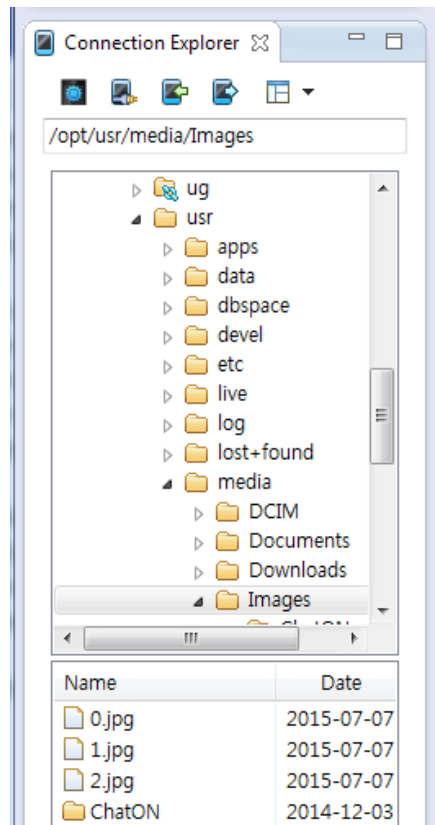 Connection Explorer
/opt/usr/media/Images
ug
usr
apps
data
dbspace
devel
etc
live
log
lost+found
media
DCIM
Documents
Downloads
Images
ChatON
Name Date
0.jpg 2015-07-07
1.jpg 2015-07-07
2.jpg 2015-07-07
ChatON 2014-12-03